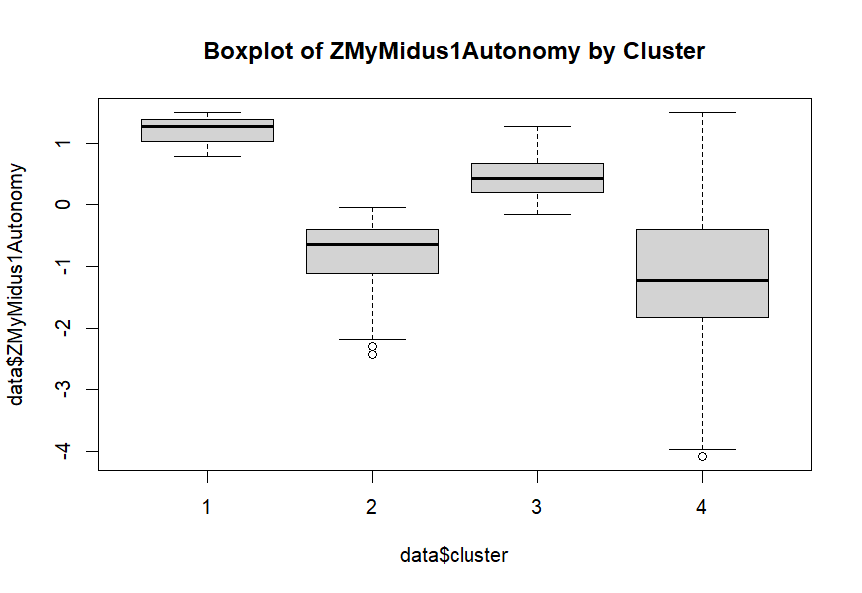 Boxplot of ZMyMidus1Autonomy by Cluster
data$ZMyMidus1Autonomy
1
0
-1
-2
-3
-4
1 2 3 4
data$cluster